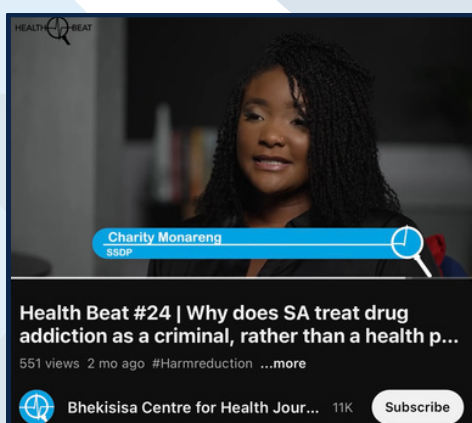 HEALTH BEAT
Charity Monareng
SSDP
Health Beat #24 | Why does SA treat drug
addiction as a criminal, rather than a health p...
551 views 2 mo ago #Harmreduction ...more
Bhekisisa Centre for Health Jour... 11K Subscribe